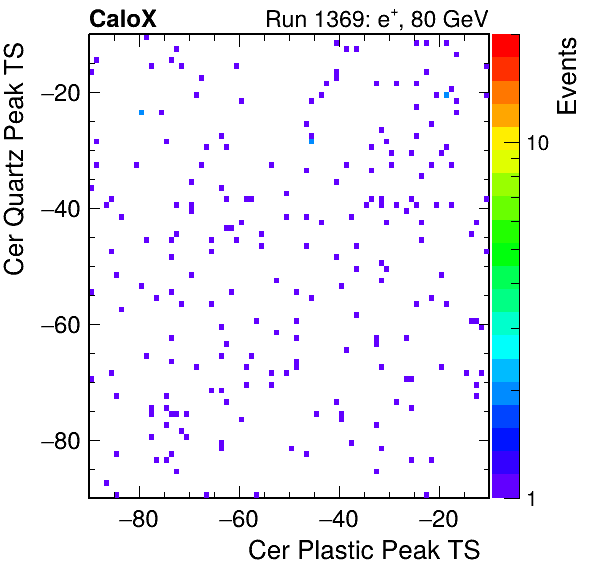 CaloX Run 1369: e⁺, 80 GeV
Cer Quartz Peak TS
−20
−40
−60
−80
Events
10
1
−80 −60 −40 −20
Cer Plastic Peak TS